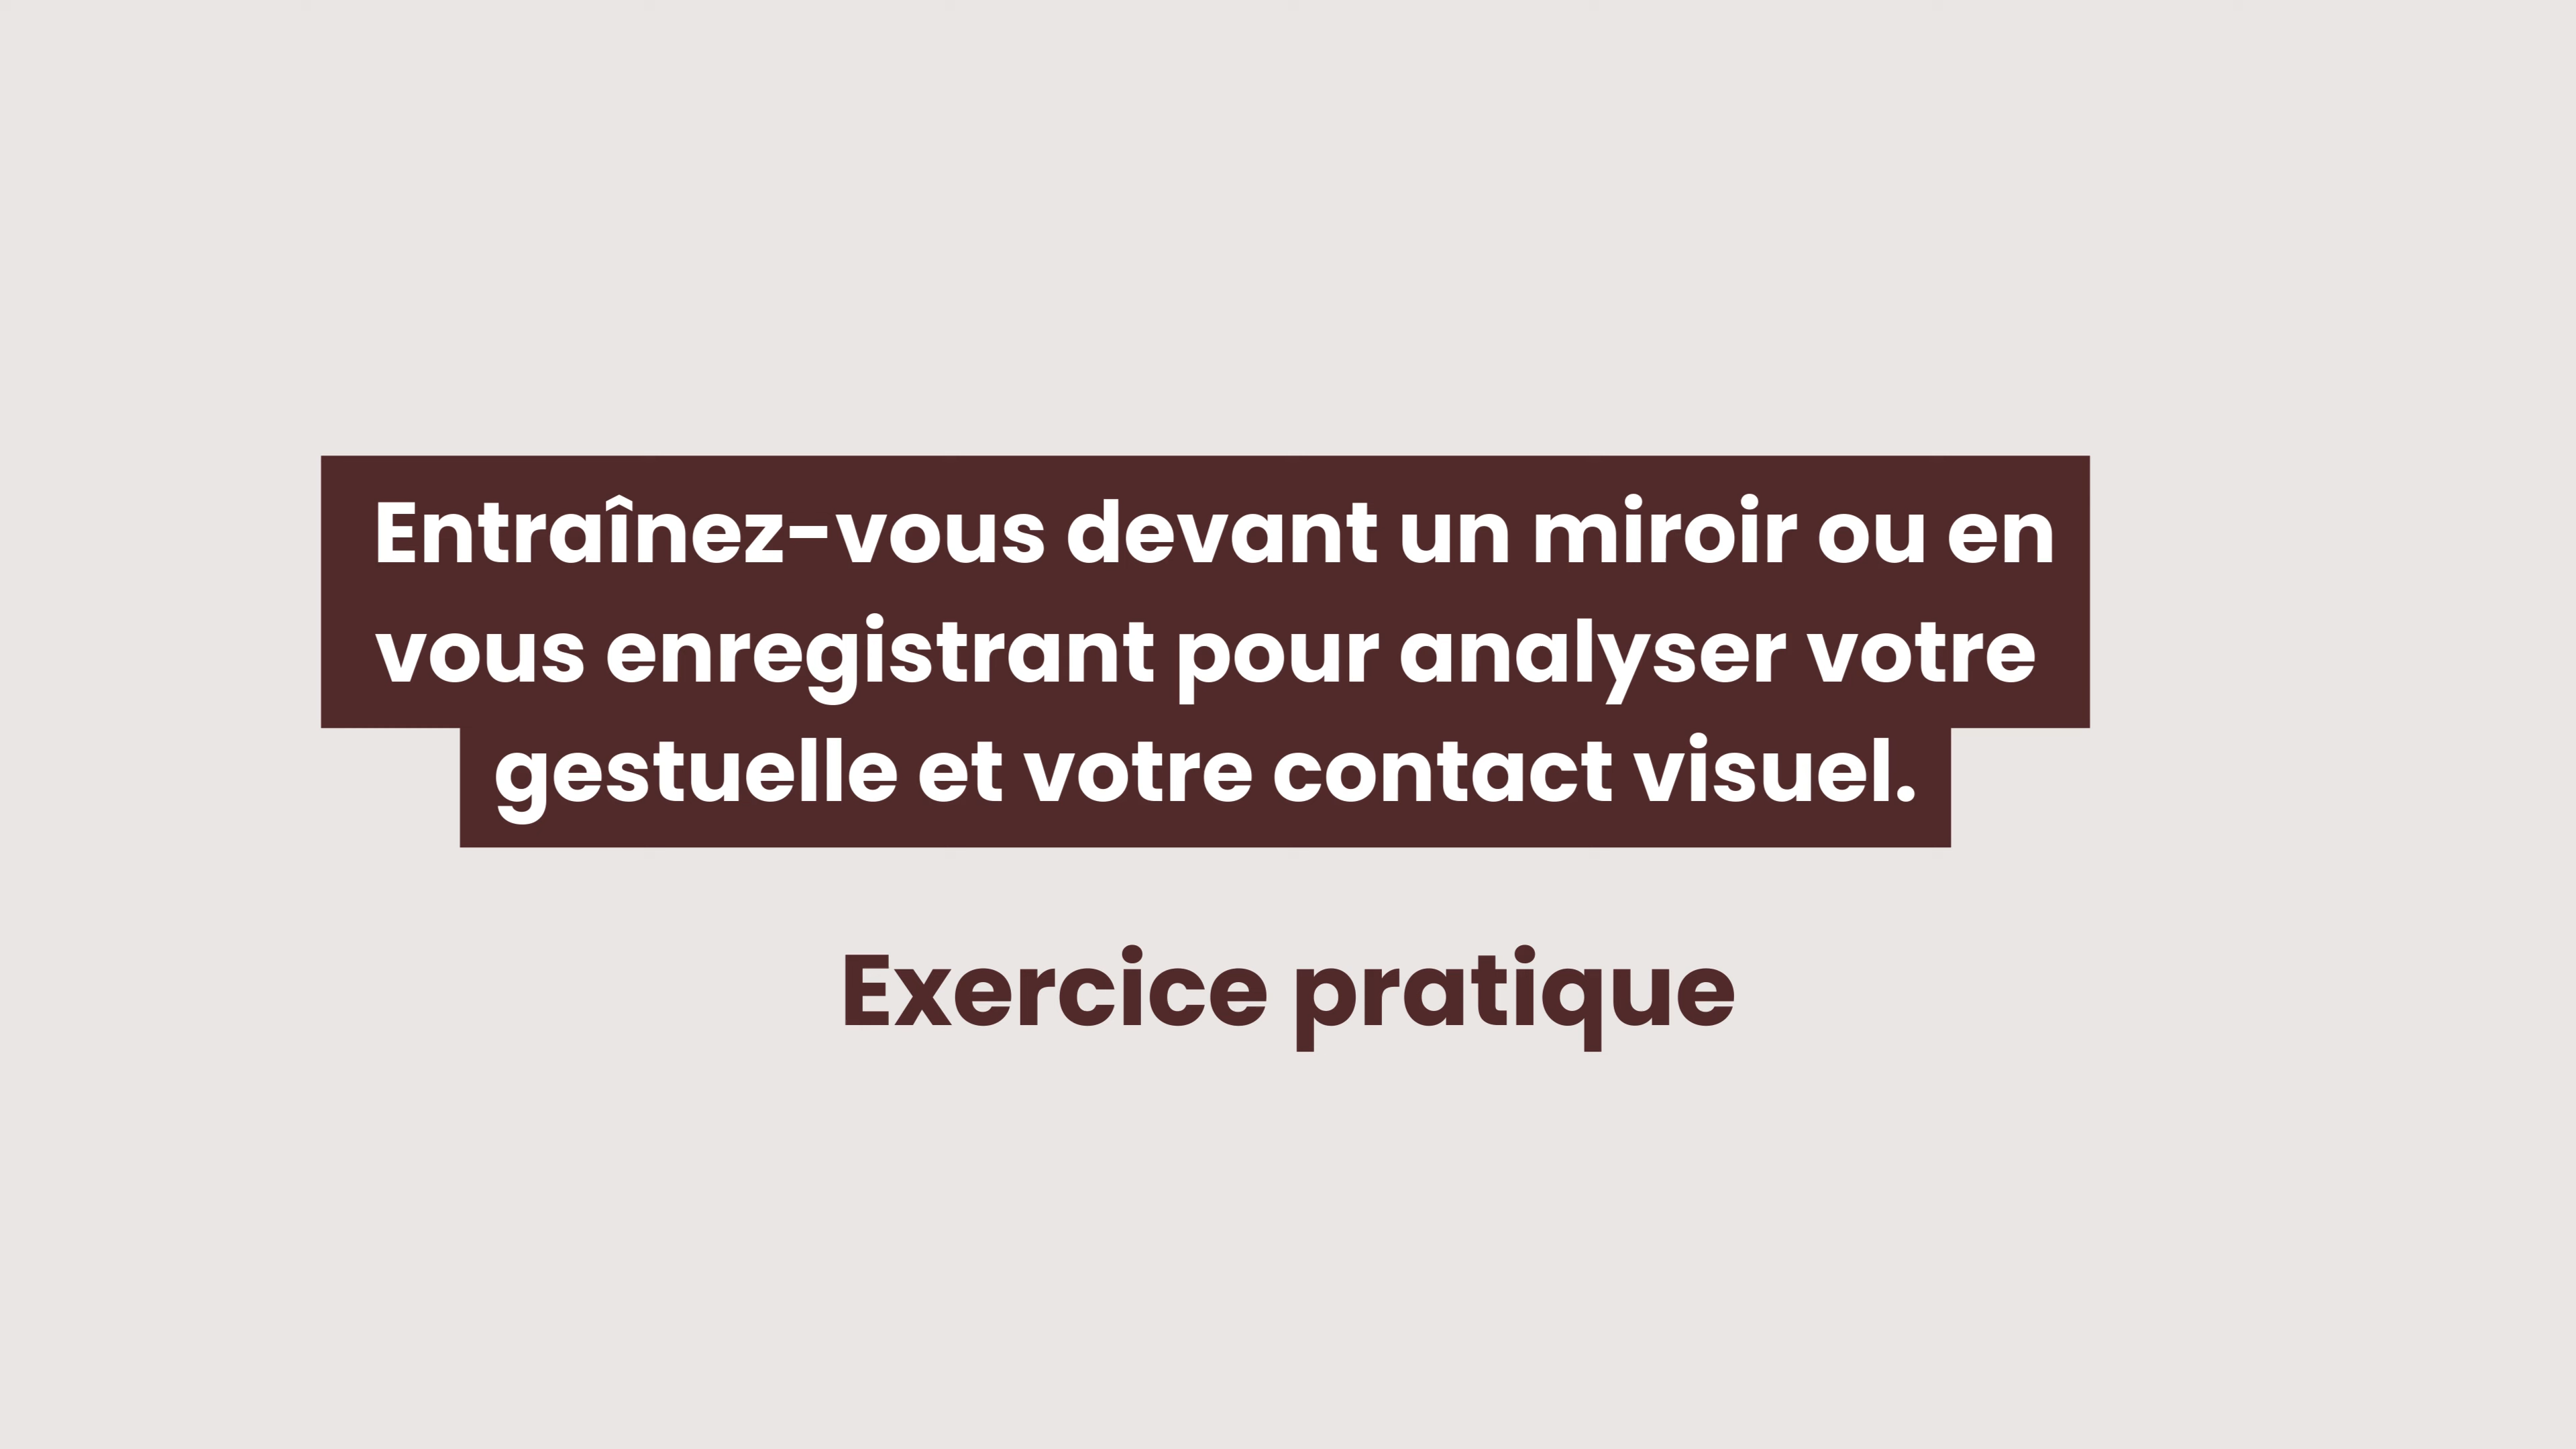 Entraînez-vous devant un miroir ou en
vous enregistrant pour analyser votre
gestuelle et votre contact visuel.
Exercice pratique